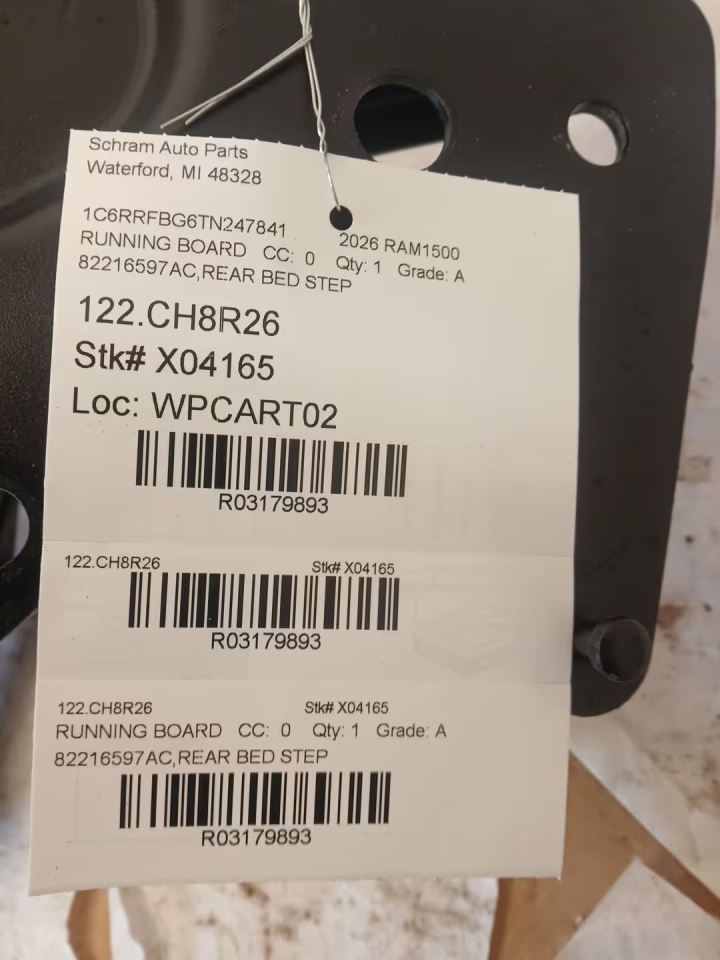 Schram Auto Parts
Waterford, MI 48328
1C6RRFBG6TN247841 2026 RAM1500
RUNNING BOARD CC: 0 Qty: 1 Grade: A
82216597AC,REAR BED STEP
122.CH8R26
Stk# X04165
Loc: WPCART02
R03179893
122.CH8R26 Stk# X04165
R03179893
122.CH8R26 Stk# X04165
RUNNING BOARD CC: 0 Qty: 1 Grade: A
82216597AC,REAR BED STEP
R03179893